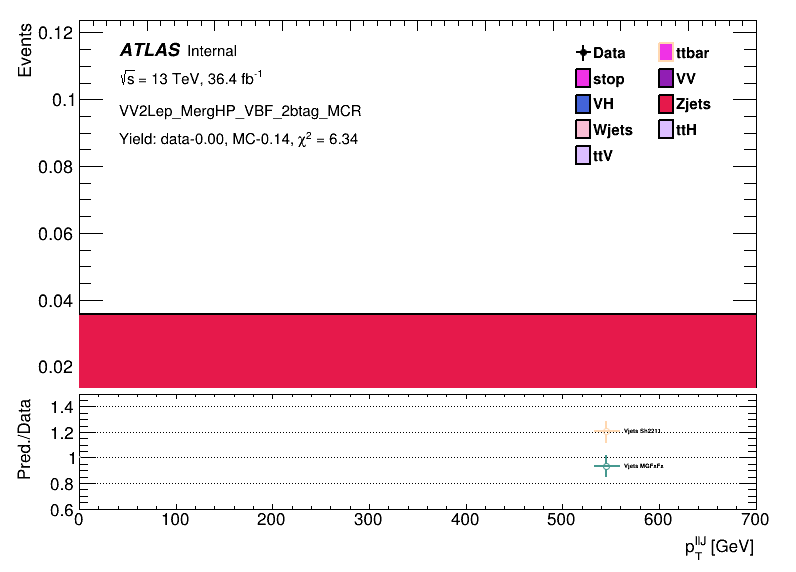 Events
0.12
0.1
0.08
0.06
0.04
0.02
ATLAS Internal
√s = 13 TeV, 36.4 fb⁻¹
VV2Lep_MergHP_VBF_2btag_MCR
Yield: data-0.00, MC-0.14, χ² = 6.34
Data
ttbar
stop
VV
VH
Zjets
Wjets
ttH
ttV
Pred./Data
1.4
1.2
1
0.8
0.6
Vjets Sh2211
Vjets MGFxFx
0 100 200 300 400 500 600 700
p_T^{llJ} [GeV]